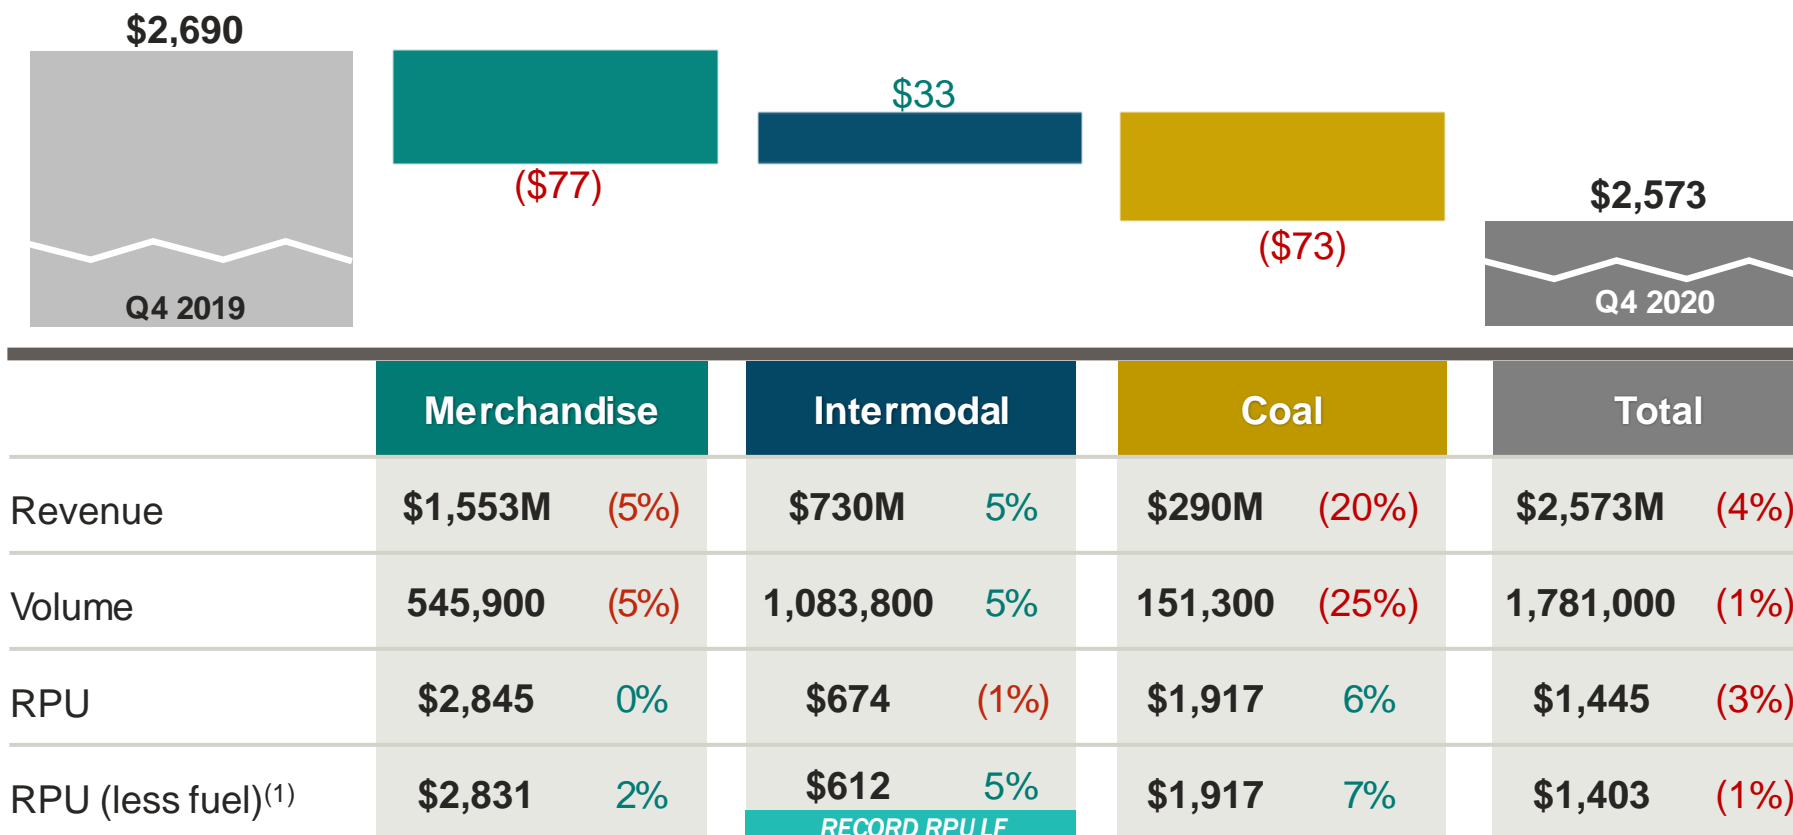 $2,690
$33
($77)
$2,573
($73)
Q4 2019
Q4 2020
Merchandise Intermodal Coal Total
Revenue $1,553M (5%) $730M 5% $290M (20%) $2,573M (4%)
Volume 545,900 (5%) 1,083,800 5% 151,300 (25%) 1,781,000 (1%)
RPU $2,845 0% $674 (1%) $1,917 6% $1,445 (3%)
RPU (less fuel)(1) $2,831 2% $612 5% $1,917 7% $1,403 (1%)
RECORD RPU LF